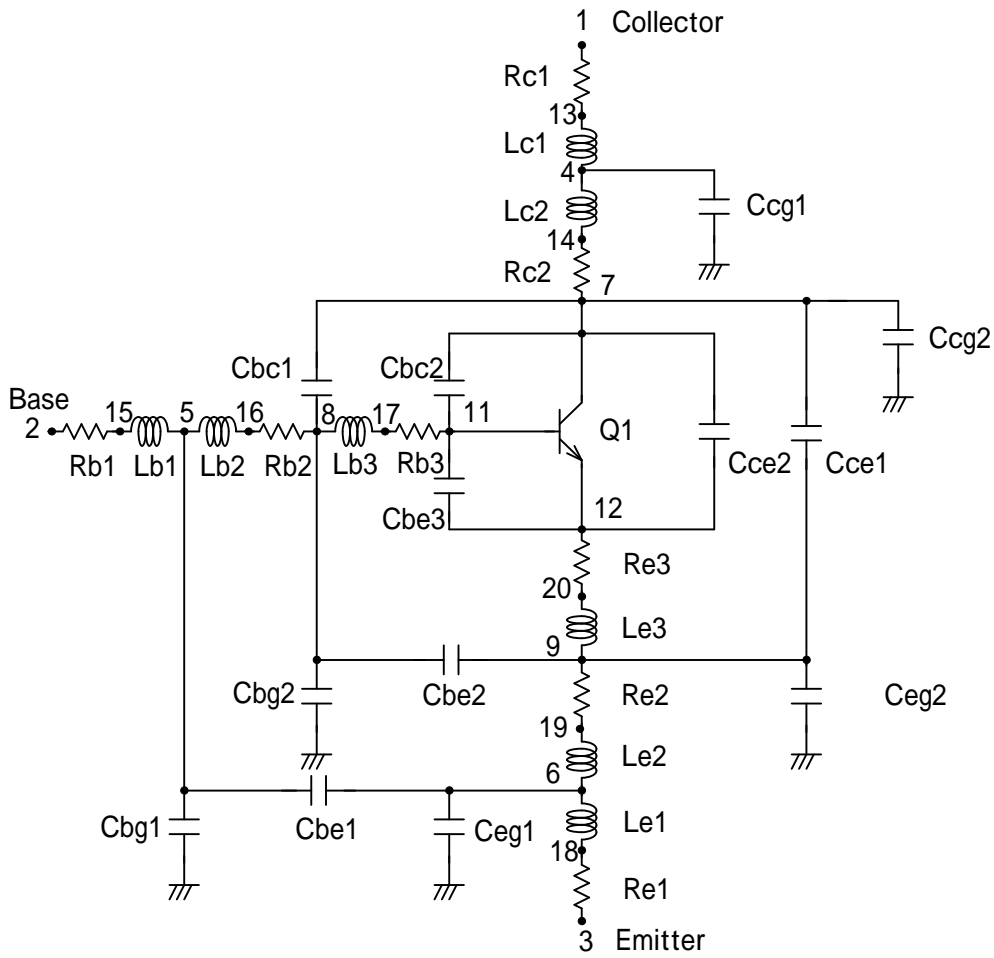 1 Collector
Rc1
13
Lc1
4
Ccg1
Lc2
14
Rc2
7
Ccg2
Cbc1
Cbc2
Base
2
15
5
16
8
17
11
Q1
Rb1
Lb1
Lb2
Rb2
Lb3
Rb3
Cce2
Cce1
Cbe3
12
Re3
20
Le3
9
Cbg2
Cbe2
Re2
Ceg2
19
Le2
6
Cbg1
Cbe1
Ceg1
Le1
18
Re1
3 Emitter